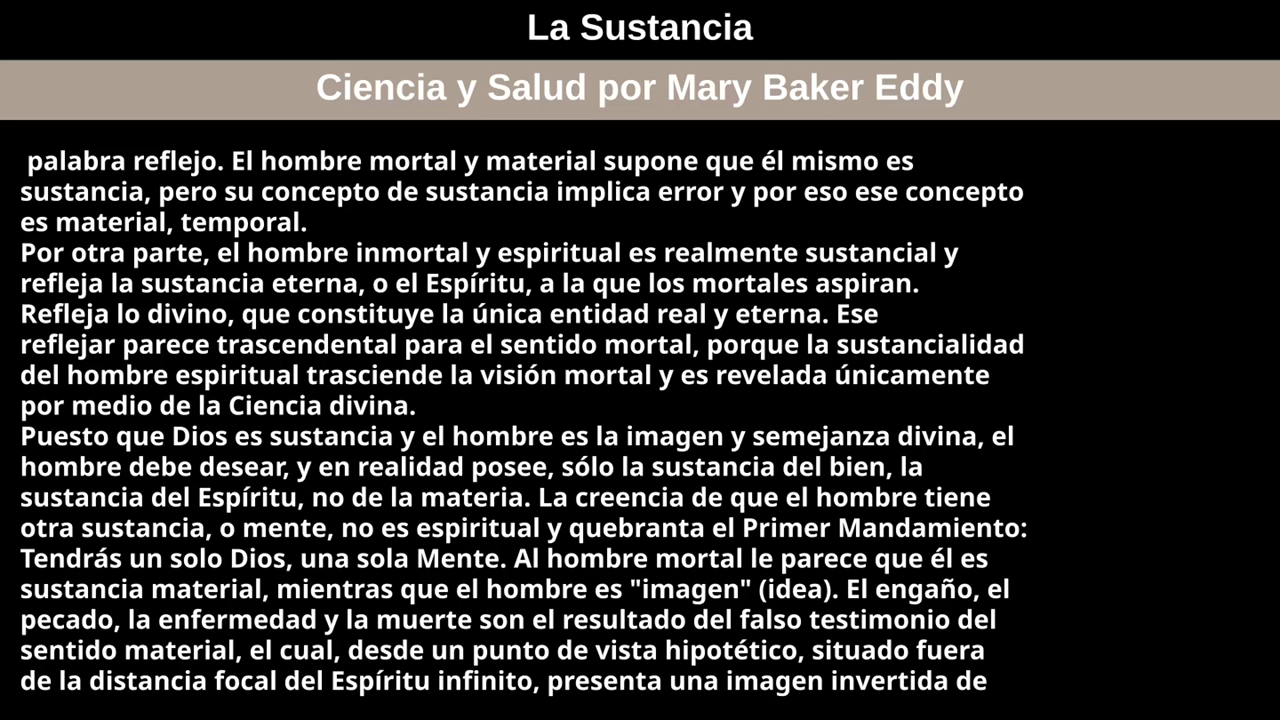 La Sustancia
Ciencia y Salud por Mary Baker Eddy
palabra reflejo. El hombre mortal y material supone que él mismo es
sustancia, pero su concepto de sustancia implica error y por eso ese concepto
es material, temporal.
Por otra parte, el hombre inmortal y espiritual es realmente sustancial y
refleja la sustancia eterna, o el Espíritu, a la que los mortales aspiran.
Refleja lo divino, que constituye la única entidad real y eterna. Ese
reflejar parece trascendental para el sentido mortal, porque la sustancialidad
del hombre espiritual trasciende la visión mortal y es revelada únicamente
por medio de la Ciencia divina.
Puesto que Dios es sustancia y el hombre es la imagen y semejanza divina, el
hombre debe desear, y en realidad posee, sólo la sustancia del bien, la
sustancia del Espíritu, no de la materia. La creencia de que el hombre tiene
otra sustancia, o mente, no es espiritual y quebranta el Primer Mandamiento:
Tendrás un solo Dios, una sola Mente. Al hombre mortal le parece que él es
sustancia material, mientras que el hombre es "imagen" (idea). El engaño, el
pecado, la enfermedad y la muerte son el resultado del falso testimonio del
sentido material, el cual, desde un punto de vista hipotético, situado fuera
de la distancia focal del Espíritu infinito, presenta una imagen invertida de